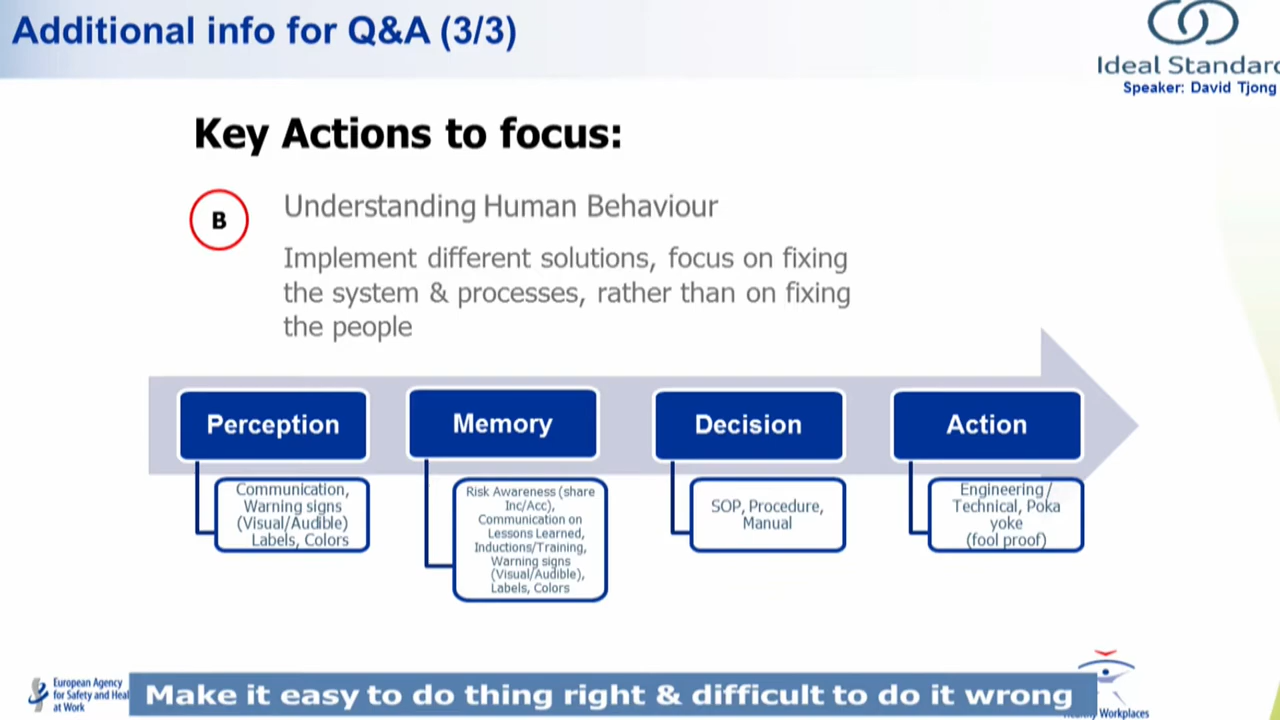 Additional info for Q&A (3/3)
Ideal Standard
Speaker: David Tjong
Key Actions to focus:
B
Understanding Human Behaviour
Implement different solutions, focus on fixing
the system & processes, rather than on fixing
the people
Perception
Communication,
Warning signs
(Visual/Audible)
Labels, Colors
Memory
Risk Awareness (share
Inc/Acc),
Communication on
Lessons Learned,
Inductions/Training,
Warning signs
(Visual/Audible),
Labels, Colors
Decision
SOP, Procedure,
Manual
Action
Engineering/
Technical, Poka
yoke
(fool proof)
European Agency
for Safety and Heal
at Work
Make it easy to do thing right & difficult to do it wrong
Workplaces